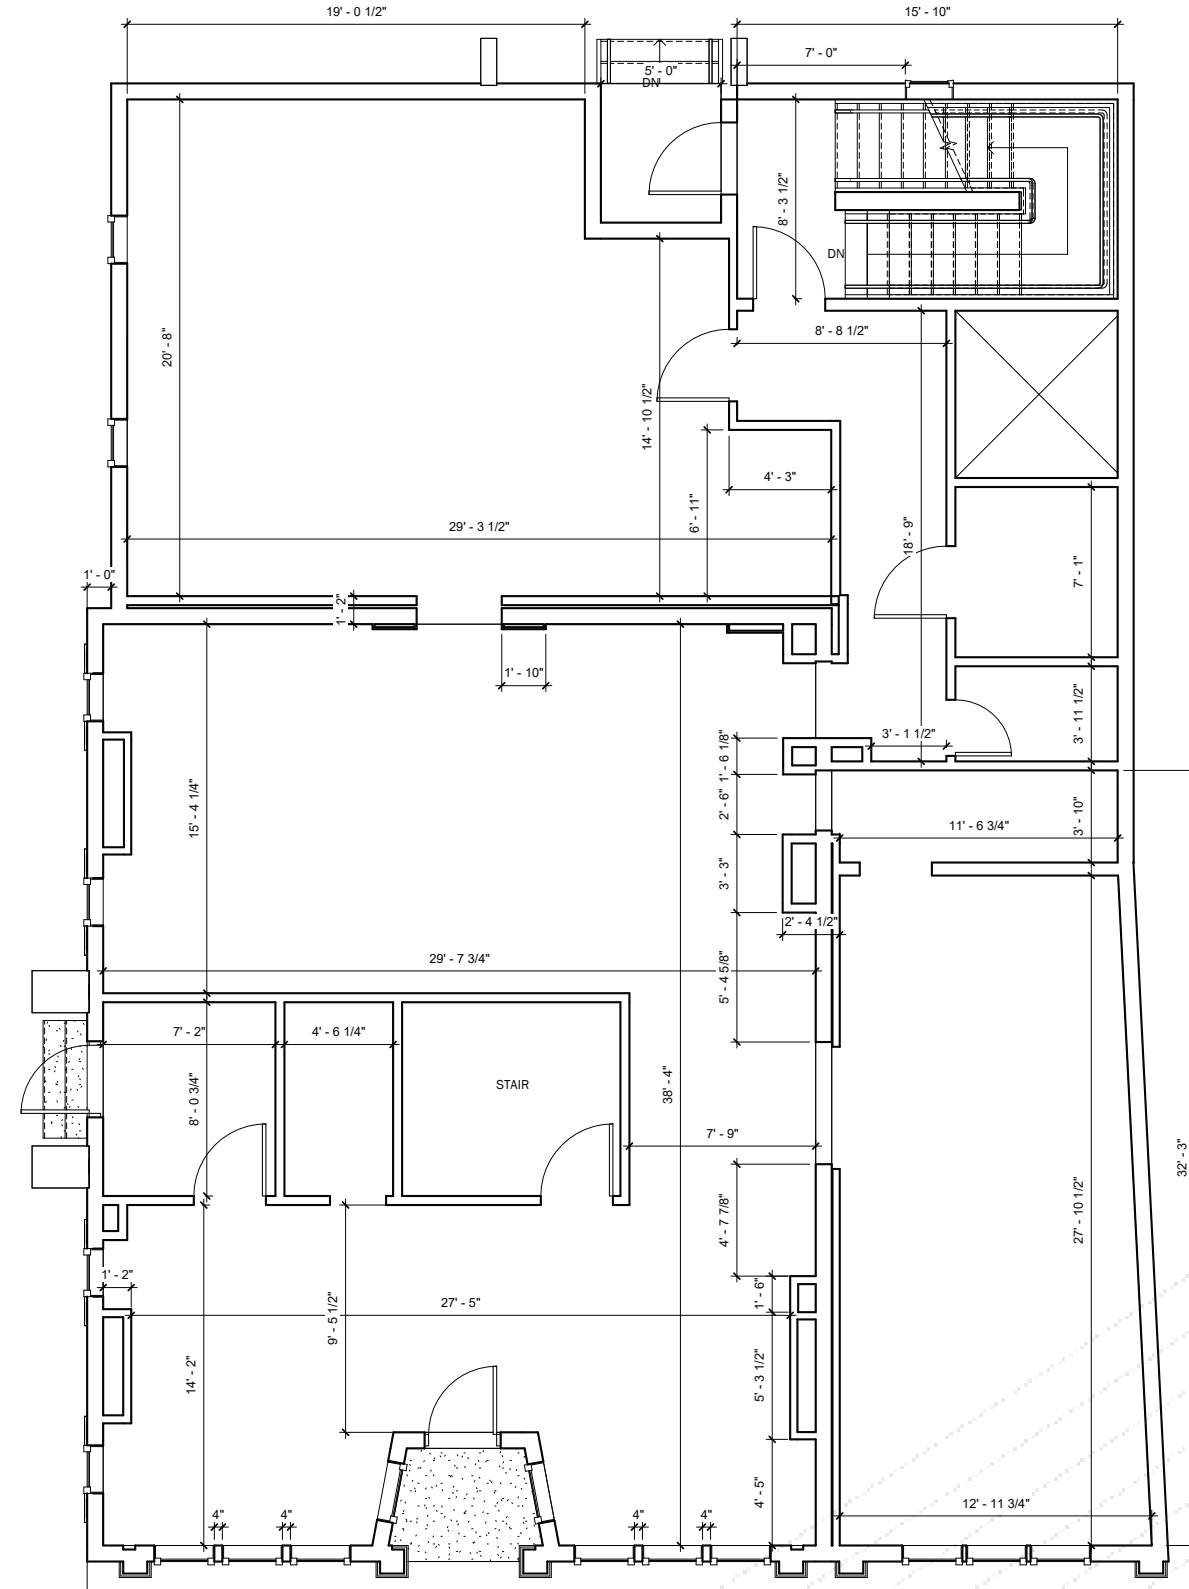 19' - 0 1/2"
15' - 10"
7' - 0"
5' - 0"
DN
8' - 3 1/2"
DN
20' - 8"
14' - 10 1/2"
8' - 8 1/2"
6' - 11"
4' - 3"
29' - 3 1/2"
18' - 9"
7' - 1"
1' - 0"
1' - 2"
1' - 10"
3' - 11 1/2"
3' - 1 1/2"
1' - 6 1/8"
2' - 6"
15' - 4 1/4"
3' - 10"
11' - 6 3/4"
3' - 3"
2' - 4 1/2"
29' - 7 3/4"
5' - 4 5/8"
7' - 2"
4' - 6 1/4"
8' - 0 3/4"
STAIR
38' - 4"
7' - 9"
32' - 3"
4' - 7 7/8"
27' - 10 1/2"
1' - 2"
27' - 5"
9' - 5 1/2"
1' - 6"
14' - 2"
5' - 3 1/2"
4' - 5"
12' - 11 3/4"
4"
4"
4"
4"